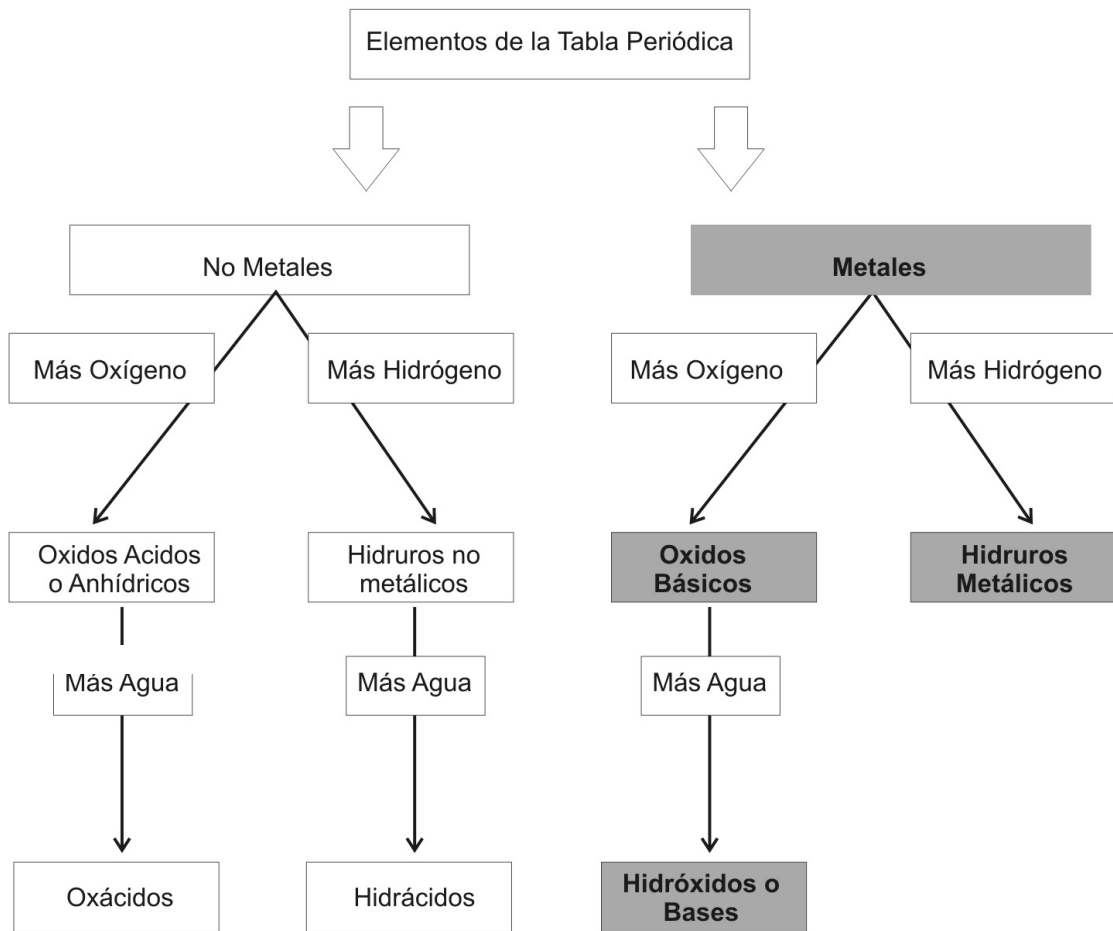 Elementos de la Tabla Periódica
No Metales
Metales
Más Oxígeno
Más Hidrógeno
Más Oxígeno
Más Hidrógeno
Oxidos Acidos
o Anhídricos
Hidruros no
metálicos
Oxidos
Básicos
Hidruros
Metálicos
Más Agua
Más Agua
Más Agua
Oxácidos
Hidrácidos
Hidróxidos o
Bases